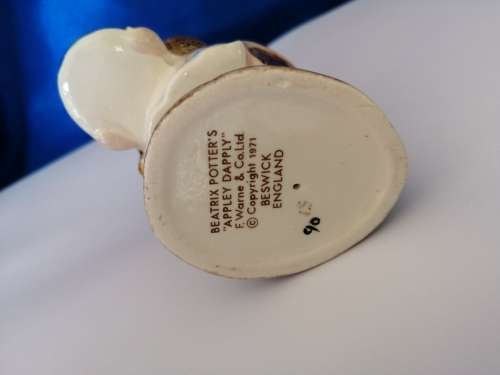 BEATRIX POTTER'S
"APPLEY DAPPLY"
F. Warne & Co.Ltd.
© Copyright 1971
BESWICK
ENGLAND
90